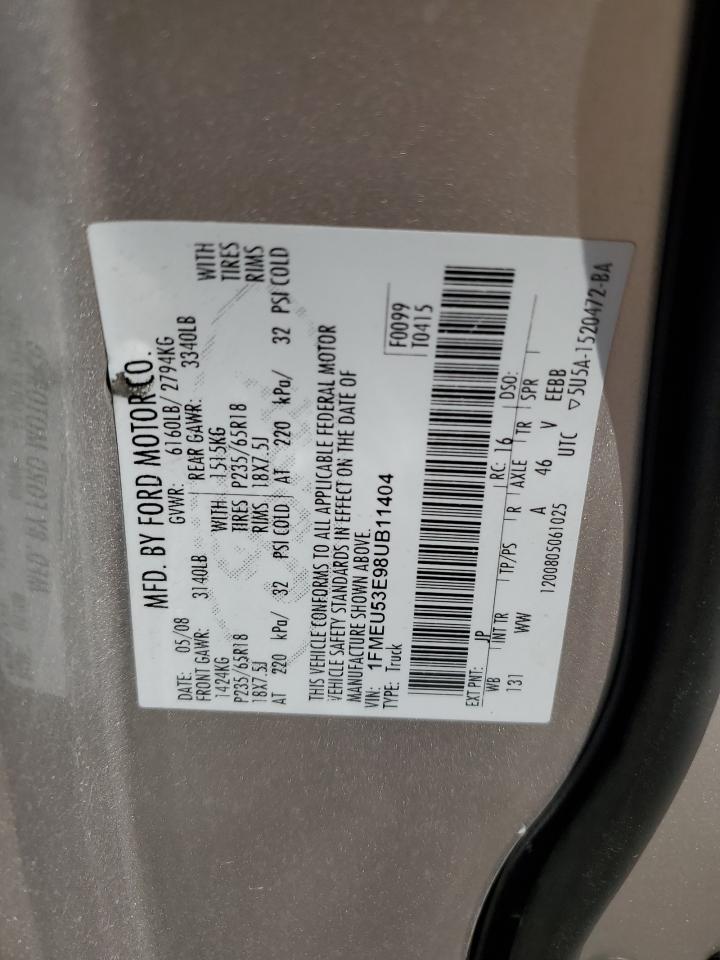 MFD. BY FORD MOTOR CO.
DATE: 05/08 GVWR: 6160LB/ 2794KG
FRONT GAWR: 3140LB REAR GAWR: 3340LB
1424KG WITH 1515KG WITH
P235/65R18 TIRES P235/65R18 TIRES
18X7.5J RIMS 18X7.5J RIMS
AT 220 kPa/ 32 PSI COLD AT 220 kPa/ 32 PSI COLD
THIS VEHICLE CONFORMS TO ALL APPLICABLE FEDERAL MOTOR
VEHICLE SAFETY STANDARDS IN EFFECT ON THE DATE OF
MANUFACTURE SHOWN ABOVE.
VIN: 1FMEU53E98UB11404
TYPE: Truck
F0099
T0415
EXT PNT: JP RC: 16 DSO:
WB INT TR TP/PS R AXLE TR SPR
131 WW A 46 V EEBB
1200805061025 UTC ▽5U5A-1520472-BA